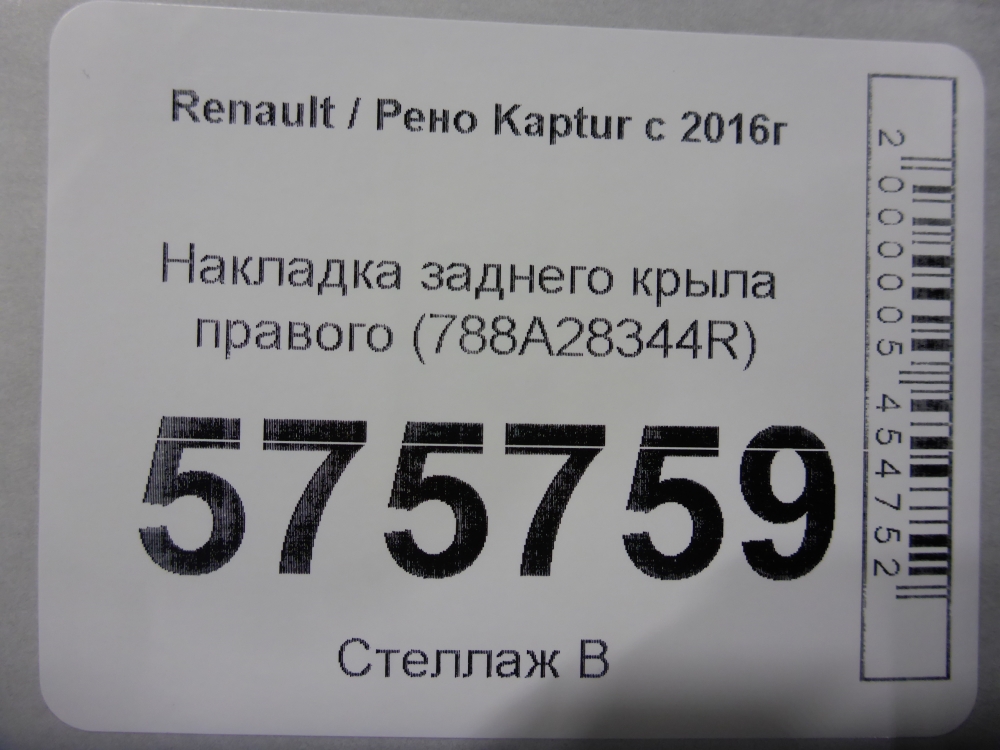 Renault / Рено Kaptur с 2016г
Накладка заднего крыла
правого (788A28344R)
575759
Стеллаж В
2000005454752